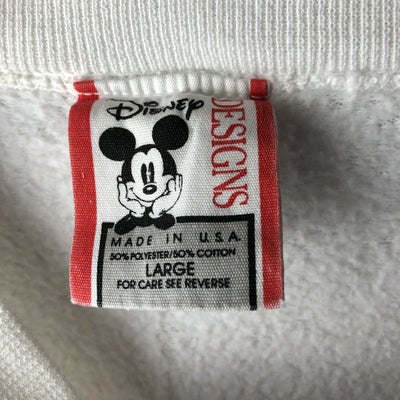 Disney
DESIGNS
MADE IN U.S.A.
50% POLYESTER/50% COTTON
LARGE
FOR CARE SEE REVERSE